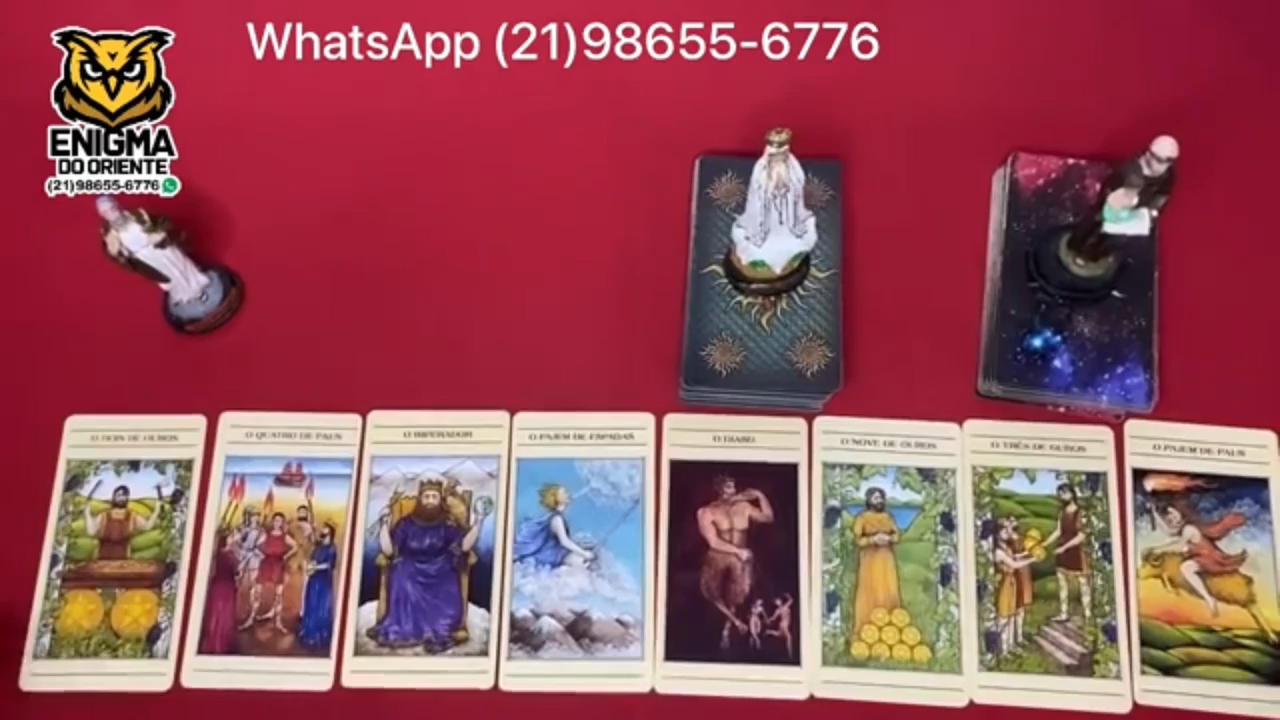 WhatsApp (21)98655-6776
ENIGMA
DO ORIENTE
(21)98655-6776
O DOIS DE OUROS
O QUATRO DE PAUS
O IMPERADOR
O PAJEM DE ESPADAS
O DIABO
O NOVE DE OUROS
O TRÊS DE OUROS
O PAJEM DE PAUS